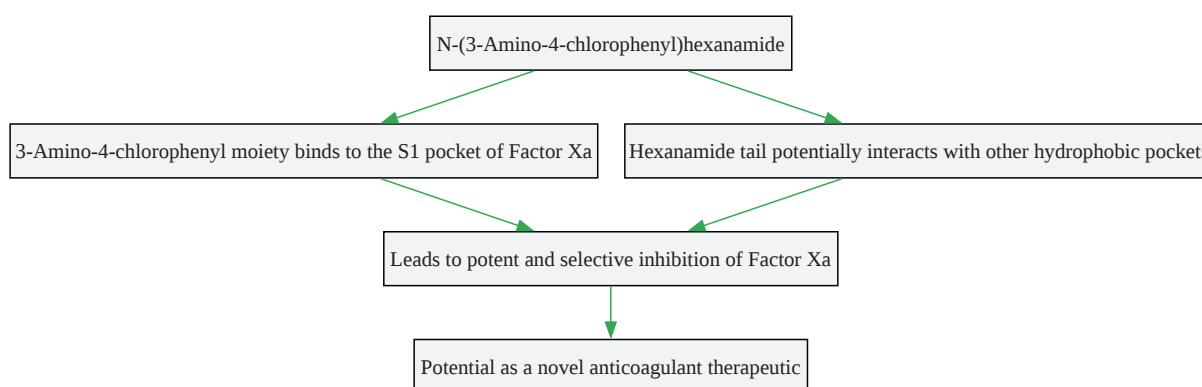 N-(3-Amino-4-chlorophenyl)hexanamide
3-Amino-4-chlorophenyl moiety binds to the S1 pocket of Factor Xa
Hexanamide tail potentially interacts with other hydrophobic pocket
Leads to potent and selective inhibition of Factor Xa
Potential as a novel anticoagulant therapeutic